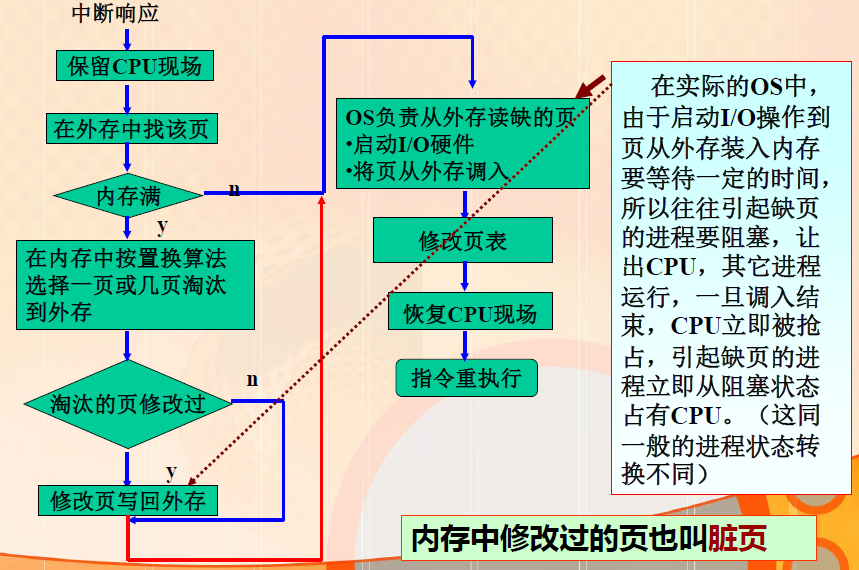 中断响应
保留CPU现场
在外存中找该页
内存满
n
y
在内存中按置换算法
选择一页或几页淘汰
到外存
淘汰的页修改过
n
y
修改页写回外存
OS负责从外存读缺的页
•启动I/O硬件
•将页从外存调入
修改页表
恢复CPU现场
指令重执行
在实际的OS中，
由于启动I/O操作到
页从外存装入内存
要等待一定的时间，
所以往往引起缺页
的进程要阻塞，让
出CPU，其它进程
运行，一旦调入结
束，CPU立即被抢
占，引起缺页的进
程立即从阻塞状态
占有CPU。（这同
一般的进程状态转
换不同）
内存中修改过的页也叫脏页